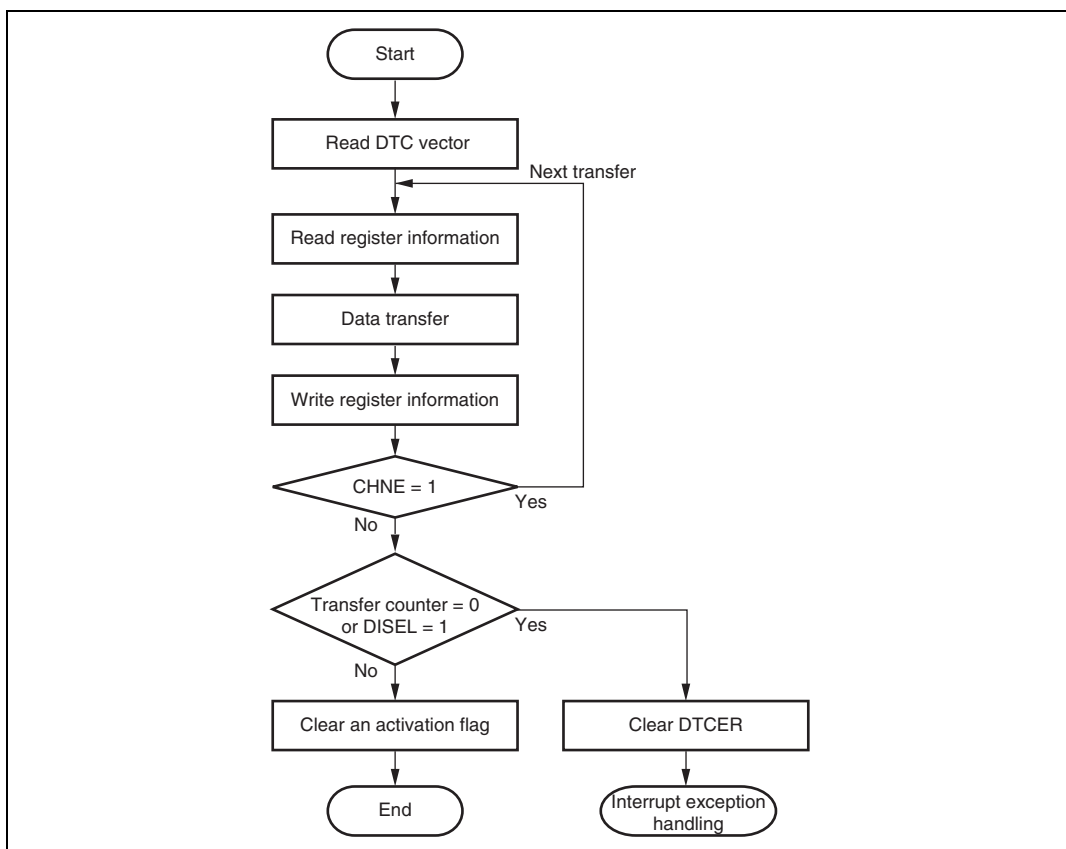 Start
Read DTC vector
Next transfer
Read register information
Data transfer
Write register information
CHNE = 1
Yes
No
Transfer counter = 0
or DISEL = 1
Yes
No
Clear an activation flag
Clear DTCER
End
Interrupt exception
handling